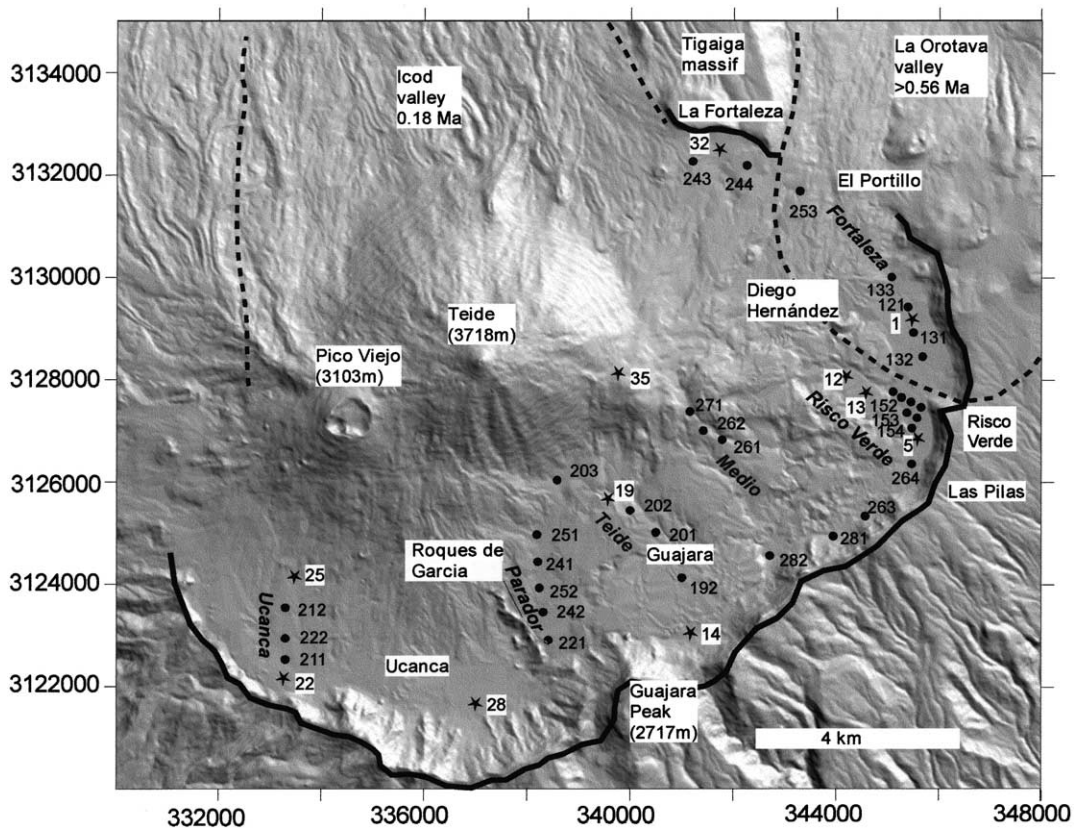 3134000
3132000
3130000
3128000
3126000
3124000
3122000
Icod
valley
0.18 Ma
Tigaiga
massif
La Orotava
valley
>0.56 Ma
La Fortaleza
32
243
244
El Portillo
253
Fortaleza
133
Diego
Hernández
121
1
131
132
Teide
(3718m)
Pico Viejo
(3103m)
35
12
13
152
153
154
5
264
Risco Verde
Risco
Verde
Las Pilas
271
262
261
Medio
203
19
202
201
Teide
Guajara
192
263
281
282
Roques de
Garcia
251
241
252
242
221
Parador
25
212
222
211
22
Ucanca
Ucanca
14
28
Guajara
Peak
(2717m)
4 km
332000
336000
340000
344000
348000